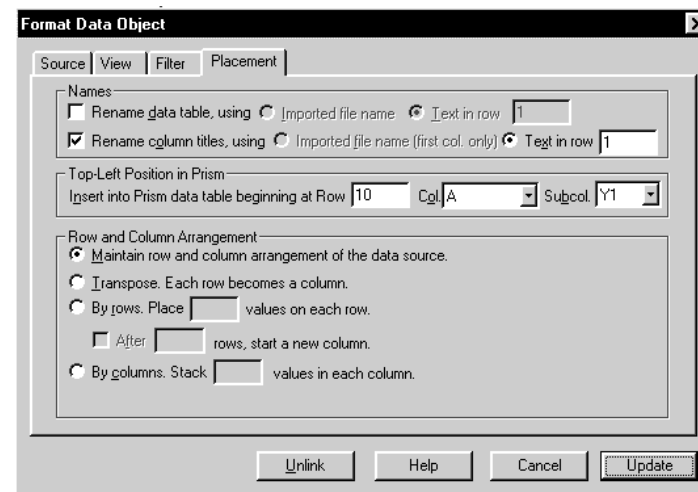 Format Data Object
Source View Filter Placement
Names
Rename data table, using Imported file name Text in row 1
Rename column titles, using Imported file name (first col. only) Text in row 1
Top-Left Position in Prism
Insert into Prism data table beginning at Row 10 Col. A Subcol. Y1
Row and Column Arrangement
Maintain row and column arrangement of the data source.
Transpose. Each row becomes a column.
By rows. Place values on each row.
After rows, start a new column.
By columns. Stack values in each column.
Unlink Help Cancel Update